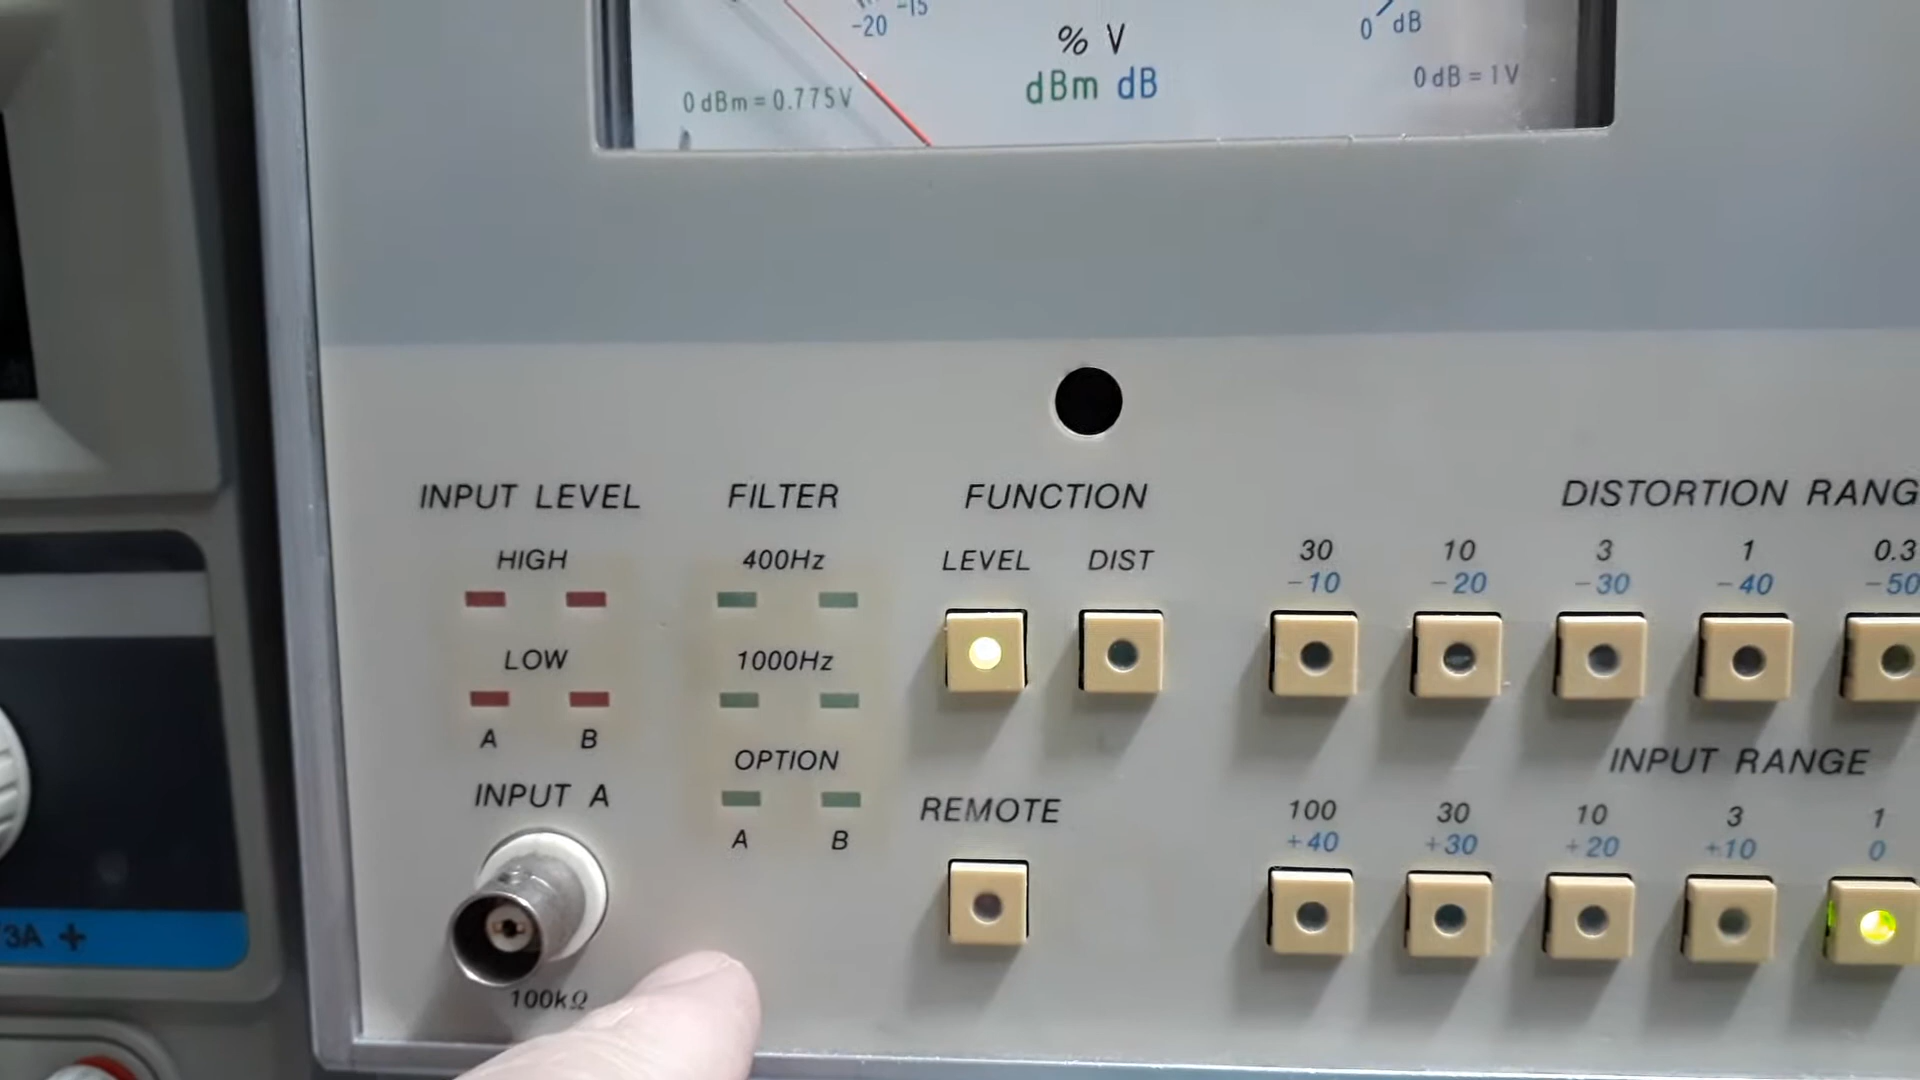 -20 -15
% V
dBm dB
0 dB
0 dBm = 0.775V
0 dB = 1V
INPUT LEVEL
HIGH
LOW
A B
INPUT A
100kΩ
FILTER
400Hz
1000Hz
OPTION
A B
FUNCTION
LEVEL DIST
REMOTE
DISTORTION RANG
30 10 3 1 0.3
-10 -20 -30 -40 -50
INPUT RANGE
100 30 10 3 1
+40 +30 +20 +10 0
3A +